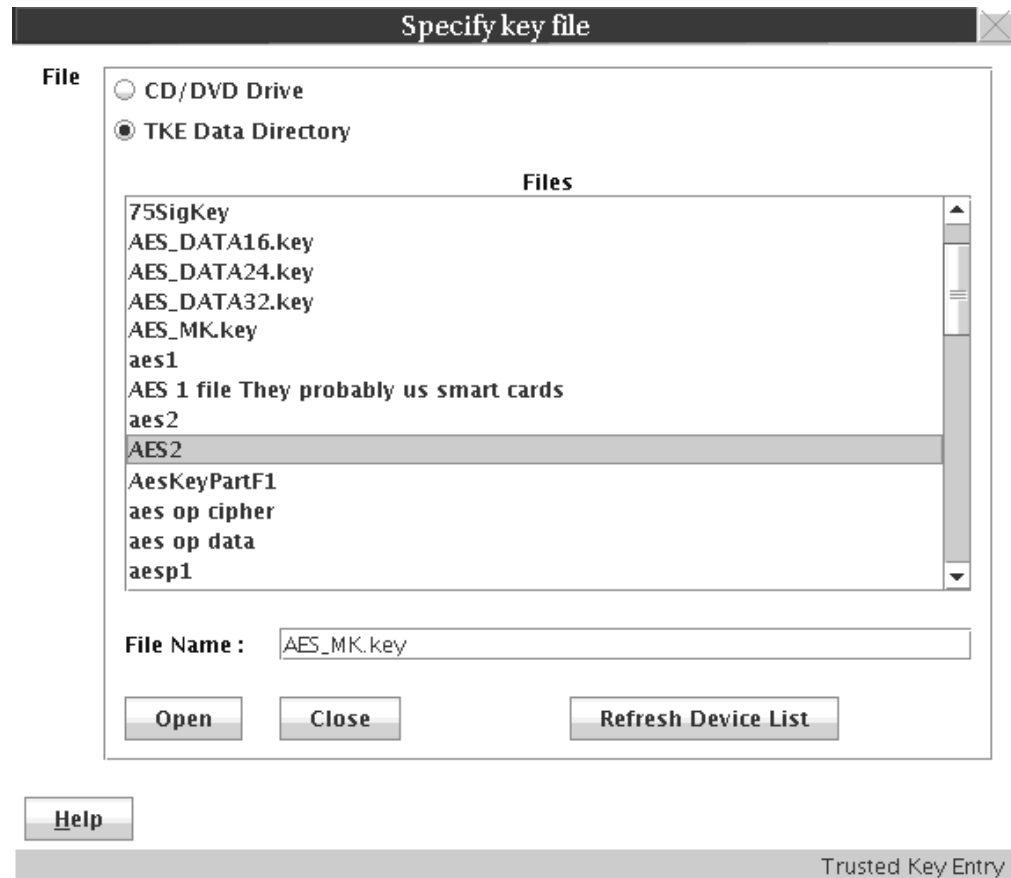 Specify key file
File
CD/DVD Drive
TKE Data Directory
Files
75SigKey
AES_DATA16.key
AES_DATA24.key
AES_DATA32.key
AES_MK.key
aes1
AES 1 file They probably us smart cards
aes2
AES2
AesKeyPartF1
aes op cipher
aes op data
aesp1
File Name : AES_MK.key
Open Close Refresh Device List
Help
Trusted Key Entry